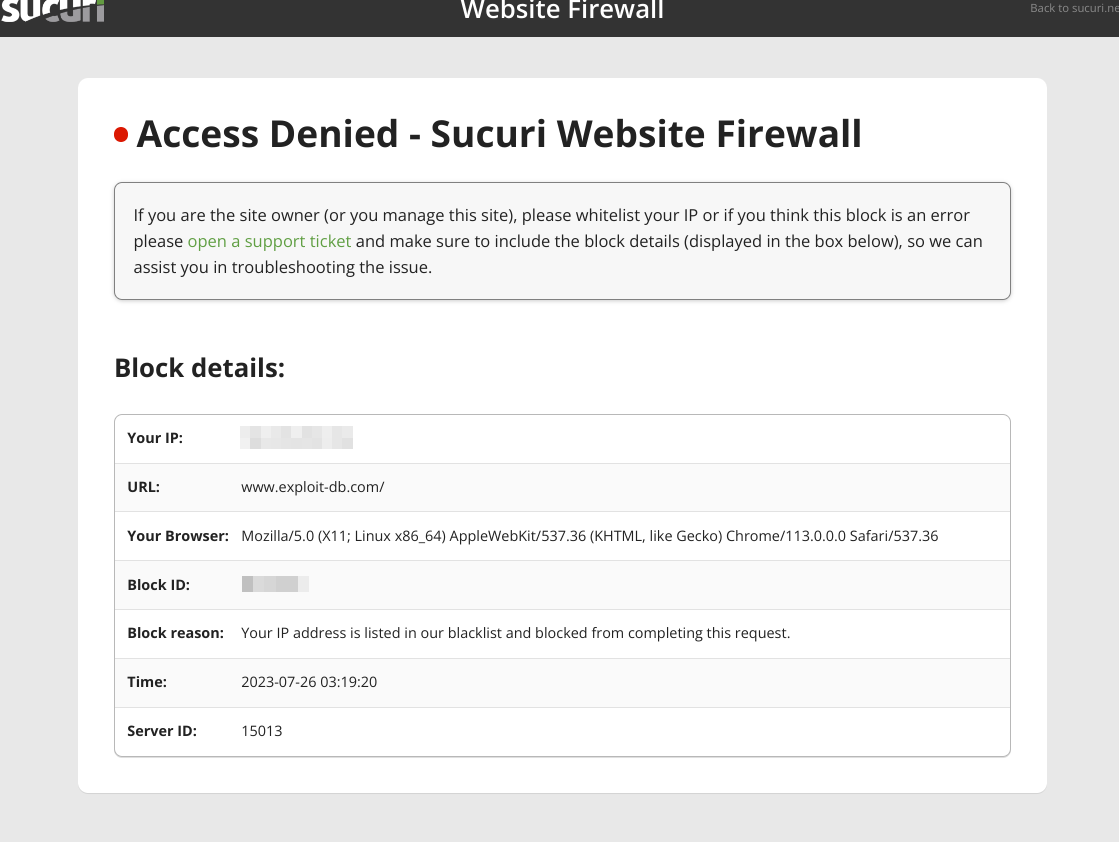 sucuri
Website Firewall
Back to sucuri.ne
Access Denied - Sucuri Website Firewall
If you are the site owner (or you manage this site), please whitelist your IP or if you think this block is an error
please open a support ticket and make sure to include the block details (displayed in the box below), so we can
assist you in troubleshooting the issue.
Block details:
Your IP:
URL: www.exploit-db.com/
Your Browser: Mozilla/5.0 (X11; Linux x86_64) AppleWebKit/537.36 (KHTML, like Gecko) Chrome/113.0.0.0 Safari/537.36
Block ID:
Block reason: Your IP address is listed in our blacklist and blocked from completing this request.
Time: 2023-07-26 03:19:20
Server ID: 15013